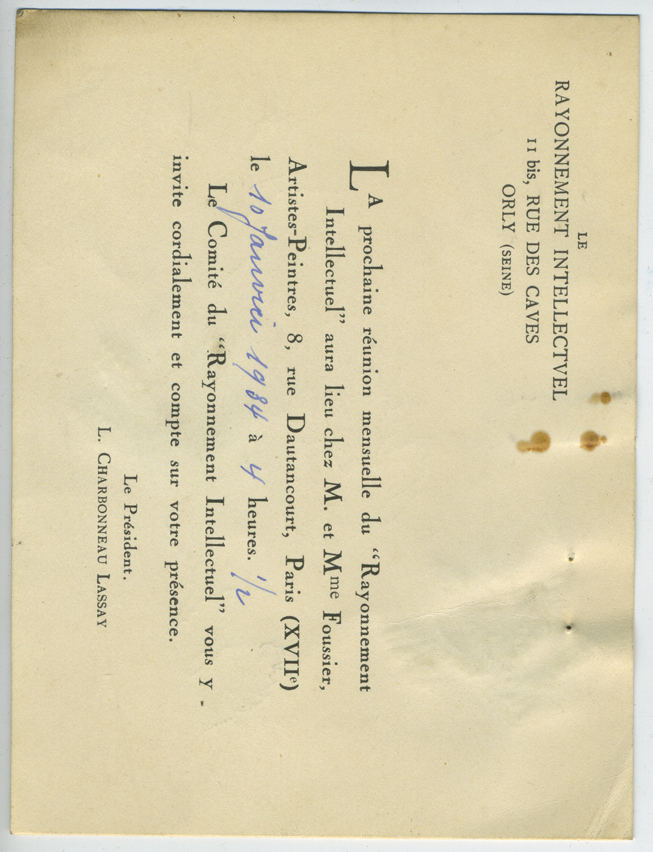 LE
RAYONNEMENT INTELLECTVEL
11 bis, RUE DES CAVES
ORLY (SEINE)
LA prochaine réunion mensuelle du “Rayonnement
Intellectuel” aura lieu chez M. et Mme Foussier,
Artistes-Peintres, 8, rue Dautancourt, Paris (XVIIe)
le 10 Janvier 1934 à 4 heures. 1/2
Le Comité du “Rayonnement Intellectuel” vous y
invite cordialement et compte sur votre présence.
Le Président.
L. CHARBONNEAU LASSAY